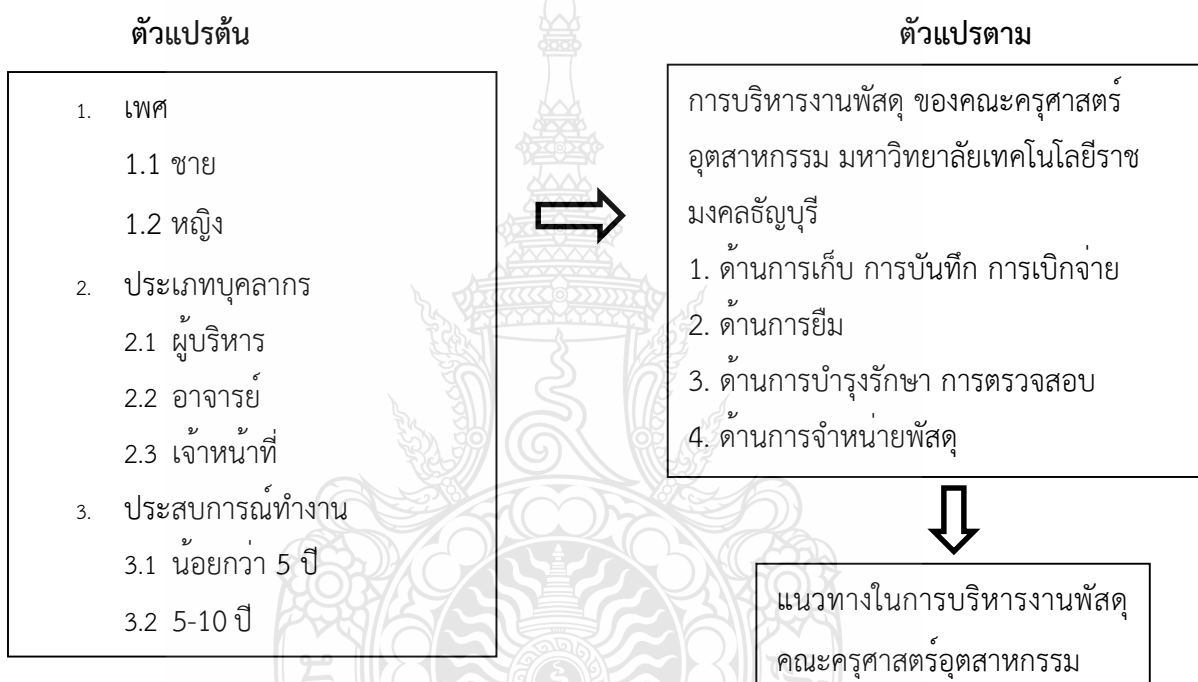 ตัวแปรต้น
1. เพศ
1.1 ชาย
1.2 หญิง
2. ประเภทบุคลากร
2.1 ผู้บริหาร
2.2 อาจารย์
2.3 เจ้าหน้าที่
3. ประสบการณ์ทำงาน
3.1 น้อยกว่า 5 ปี
3.2 5-10 ปี
ตัวแปรตาม
การบริหารงานพัสดุ ของคณะครุศาสตร์
อุตสาหกรรม มหาวิทยาลัยเทคโนโลยีราช
มงคลธัญบุรี
1. ด้านการเก็บ การบันทึก การเบิกจ่าย
2. ด้านการยืม
3. ด้านการบำรุงรักษา การตรวจสอบ
4. ด้านการจำหน่ายพัสดุ
แนวทางในการบริหารงานพัสดุ
คณะครุศาสตร์อุตสาหกรรม